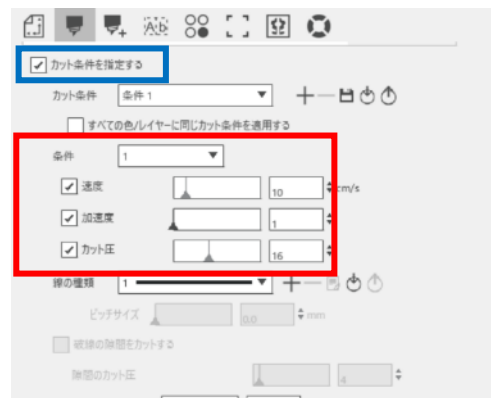 Ab
カット条件を指定する
カット条件 条件 1
すべての色/レイヤーに同じカット条件を適用する
条件 1
速度 10 cm/s
加速度 1
カット圧 16
線の種類 1
ピッチサイズ 0.0 mm
破線の隙間をカットする
隙間のカット圧 4